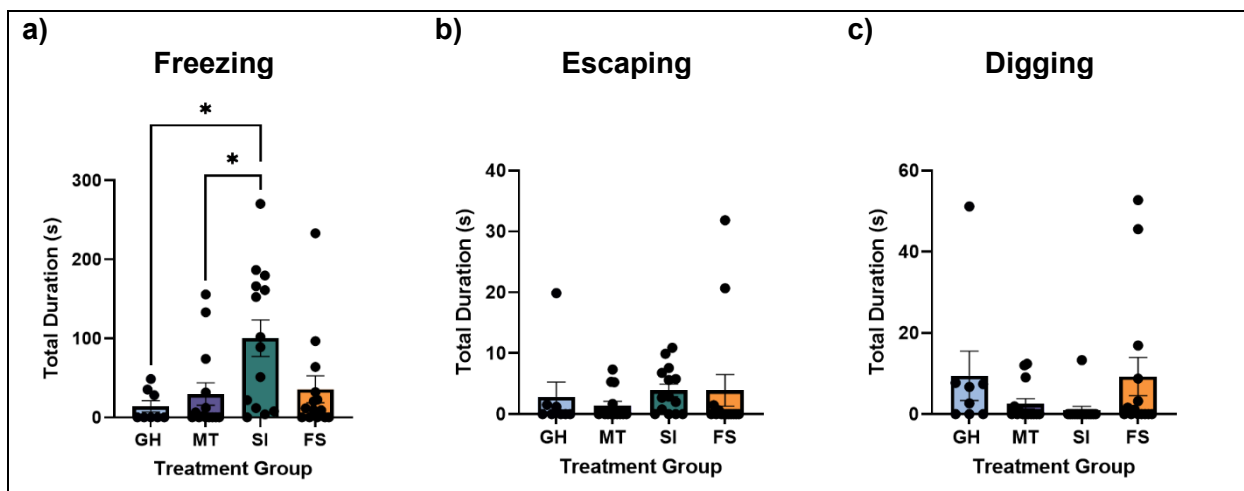 a)
Freezing
*
*
Total Duration (s)
300
200
100
0
GH MT SI FS
Treatment Group
b)
Escaping
Total Duration (s)
40
30
20
10
0
GH MT SI FS
Treatment Group
c)
Digging
Total Duration (s)
60
40
20
0
GH MT SI FS
Treatment Group